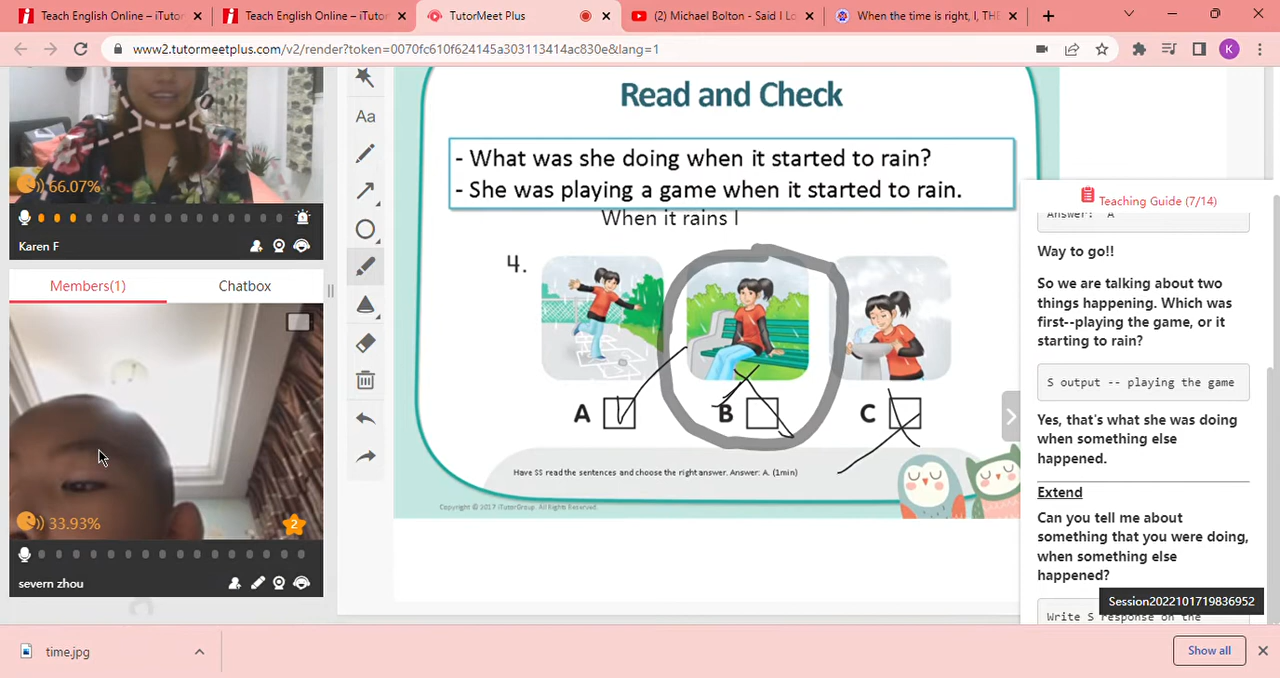 Teach English Online – iTutor
Teach English Online – iTutor
TutorMeet Plus
(2) Michael Bolton - Said I Lo
When the time is right, I, THE
www2.tutormeetplus.com/v2/render?token=0070fc610f624145a303113414ac830e&lang=1
K
66.07%
Karen F
Members(1)
Chatbox
33.93%
2
severn zhou
Aa
Read and Check
- What was she doing when it started to rain?
- She was playing a game when it started to rain.
When it rains I
4.
A
B
C
Have SS read the sentences and choose the right answer. Answer: A. (1min)
Copyright © 2017 iTutorGroup. All Rights Reserved.
Teaching Guide (7/14)
Answer: A
Way to go!!
So we are talking about two
things happening. Which was
first--playing the game, or it
starting to rain?
S output -- playing the game
Yes, that's what she was doing
when something else
happened.
Extend
Can you tell me about
something that you were doing,
when something else
happened?
Session2022101719836952
Write S response on the
time.jpg
Show all